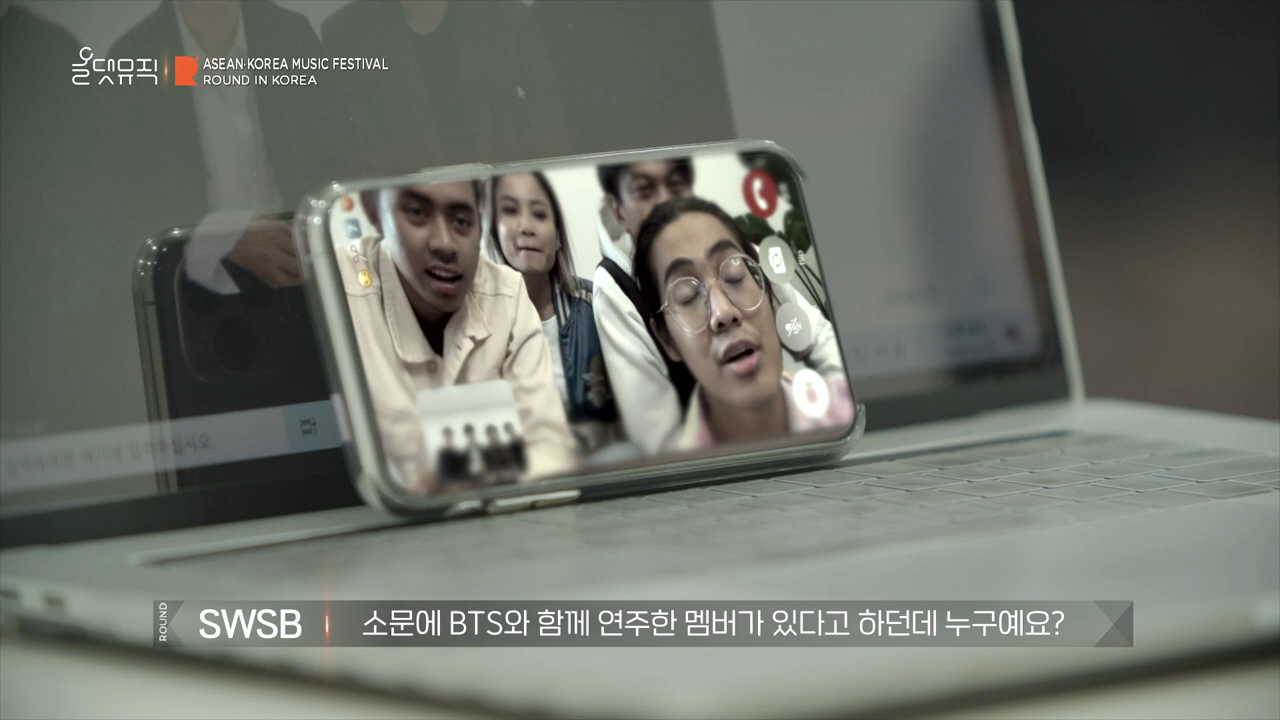 올댓뮤직
ASEAN-KOREA MUSIC FESTIVAL
ROUND IN KOREA
ROUND
SWSB
소문에 BTS와 함께 연주한 멤버가 있다고 하던데 누구예요?